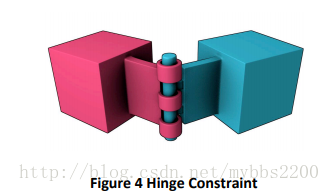 http://blog.csdn.net/mybbs2200
Figure 4 Hinge Constraint